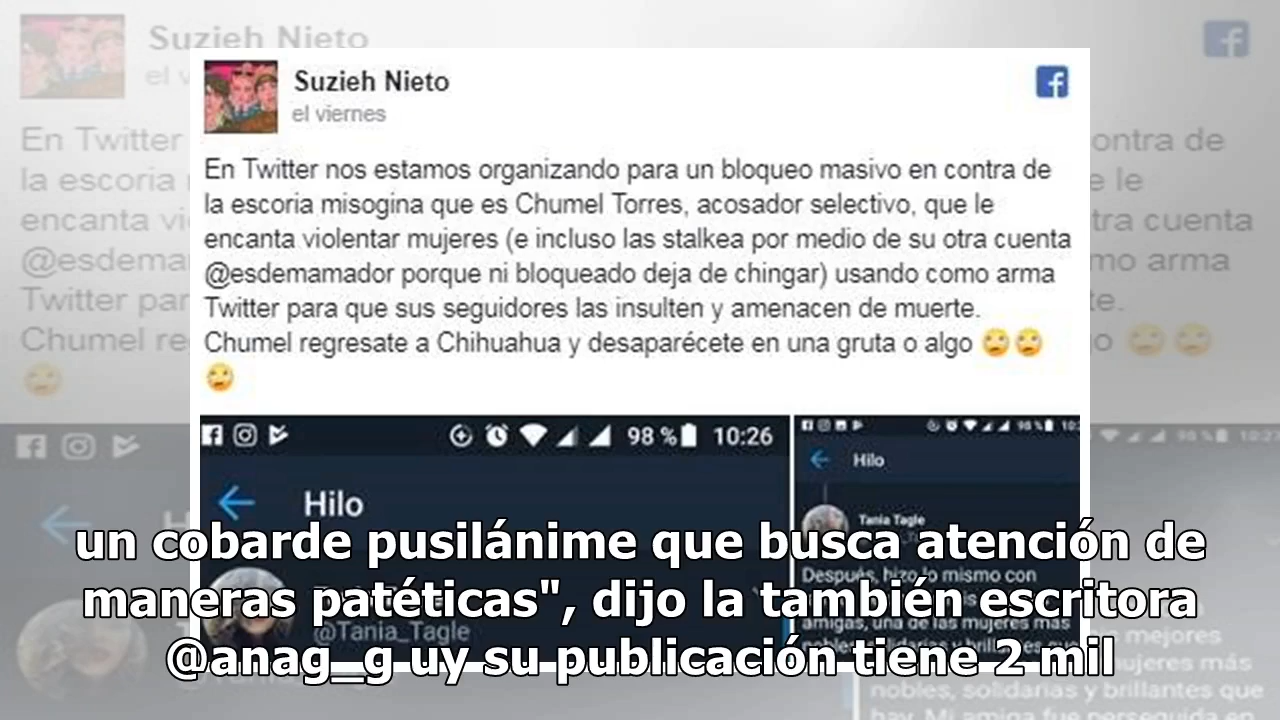 Suzieh Nieto
el viernes
En Twitter nos estamos organizando para un bloqueo masivo en contra de
la escoria misogina que es Chumel Torres, acosador selectivo, que le
encanta violentar mujeres (e incluso las stalkea por medio de su otra cuenta
@esdemamador porque ni bloqueado deja de chingar) usando como arma
Twitter para que sus seguidores las insulten y amenacen de muerte.
Chumel regresate a Chihuahua y desaparécete en una gruta o algo 🙄🙄
🙄
98 % 10:26
Hilo
@Tania_Tagle
Hilo
Tania Tagle
Después, hizo lo mismo con
amigas, una de las mujeres más
un cobarde pusilánime que busca atención de
maneras patéticas", dijo la también escritora
@anag_g uy su publicación tiene 2 mil